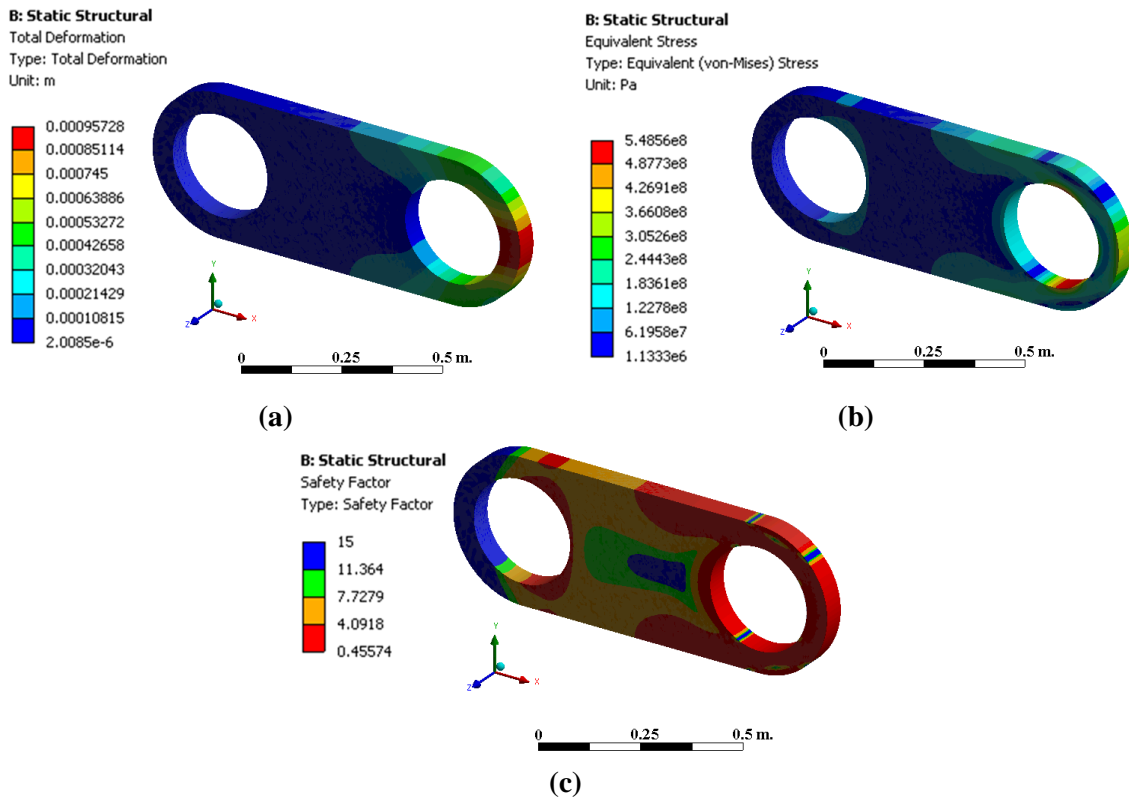 B: Static Structural
Total Deformation
Type: Total Deformation
Unit: m
0.00095728
0.00085114
0.000745
0.00063886
0.00053272
0.00042658
0.00032043
0.00021429
0.00010815
2.0085e-6
Y
Z
X
0 0.25 0.5 m.
(a)
B: Static Structural
Equivalent Stress
Type: Equivalent (von-Mises) Stress
Unit: Pa
5.4856e8
4.8773e8
4.2691e8
3.6608e8
3.0526e8
2.4443e8
1.8361e8
1.2278e8
6.1958e7
1.1333e6
Y
Z
X
0 0.25 0.5 m.
(b)
B: Static Structural
Safety Factor
Type: Safety Factor
15
11.364
7.7279
4.0918
0.45574
Y
Z
X
0 0.25 0.5 m.
(c)